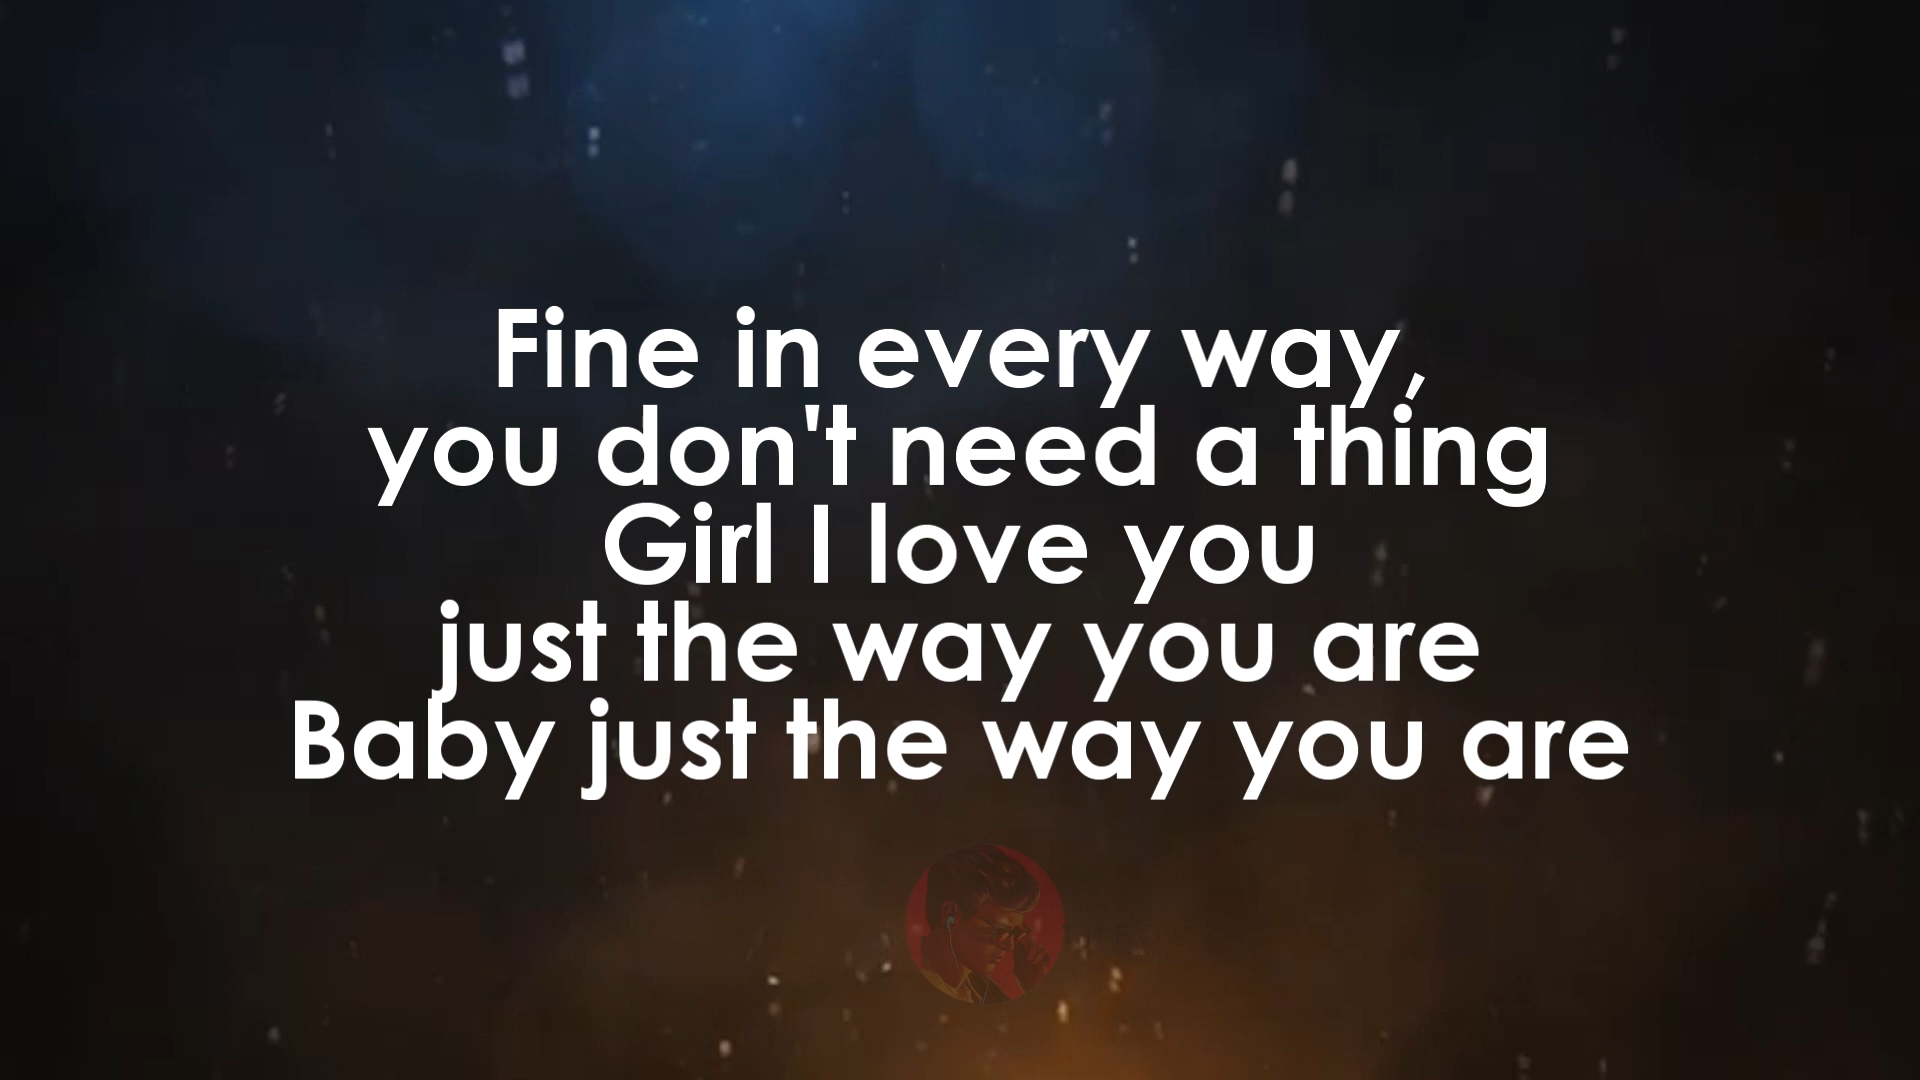 Fine in every way,
you don't need a thing
Girl I love you
just the way you are
Baby just the way you are